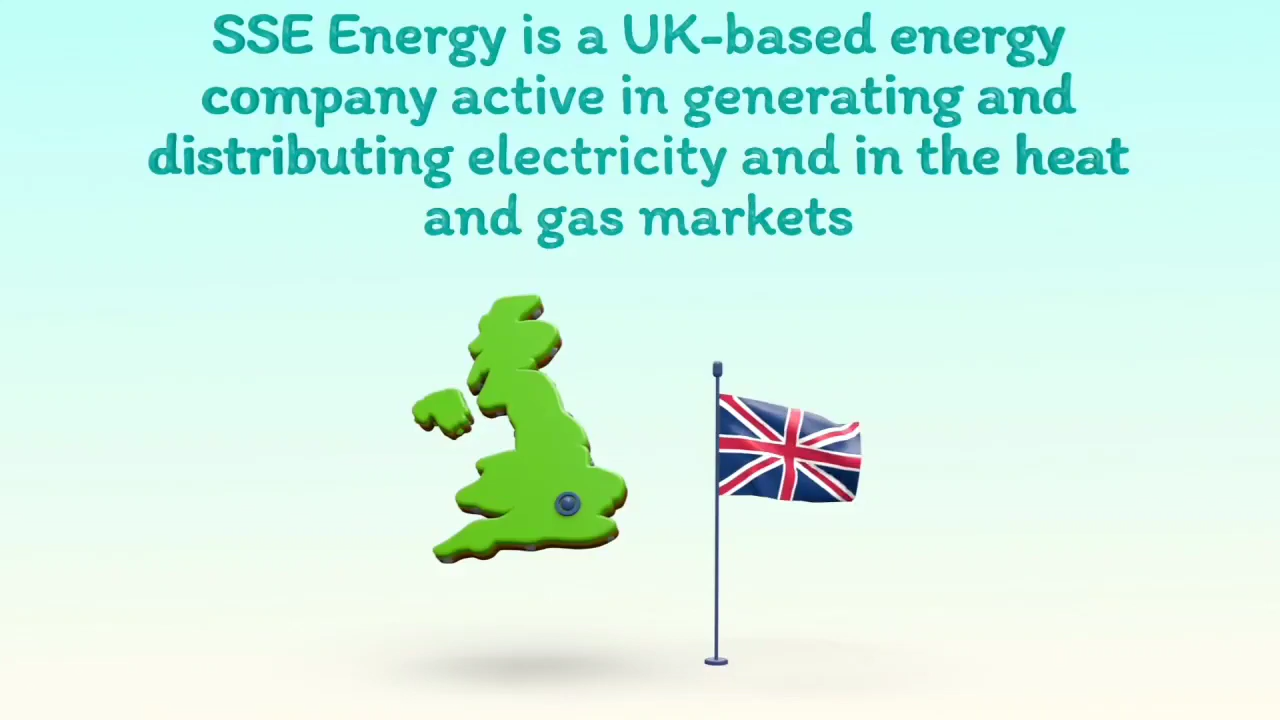 SSE Energy is a UK-based energy
company active in generating and
distributing electricity and in the heat
and gas markets